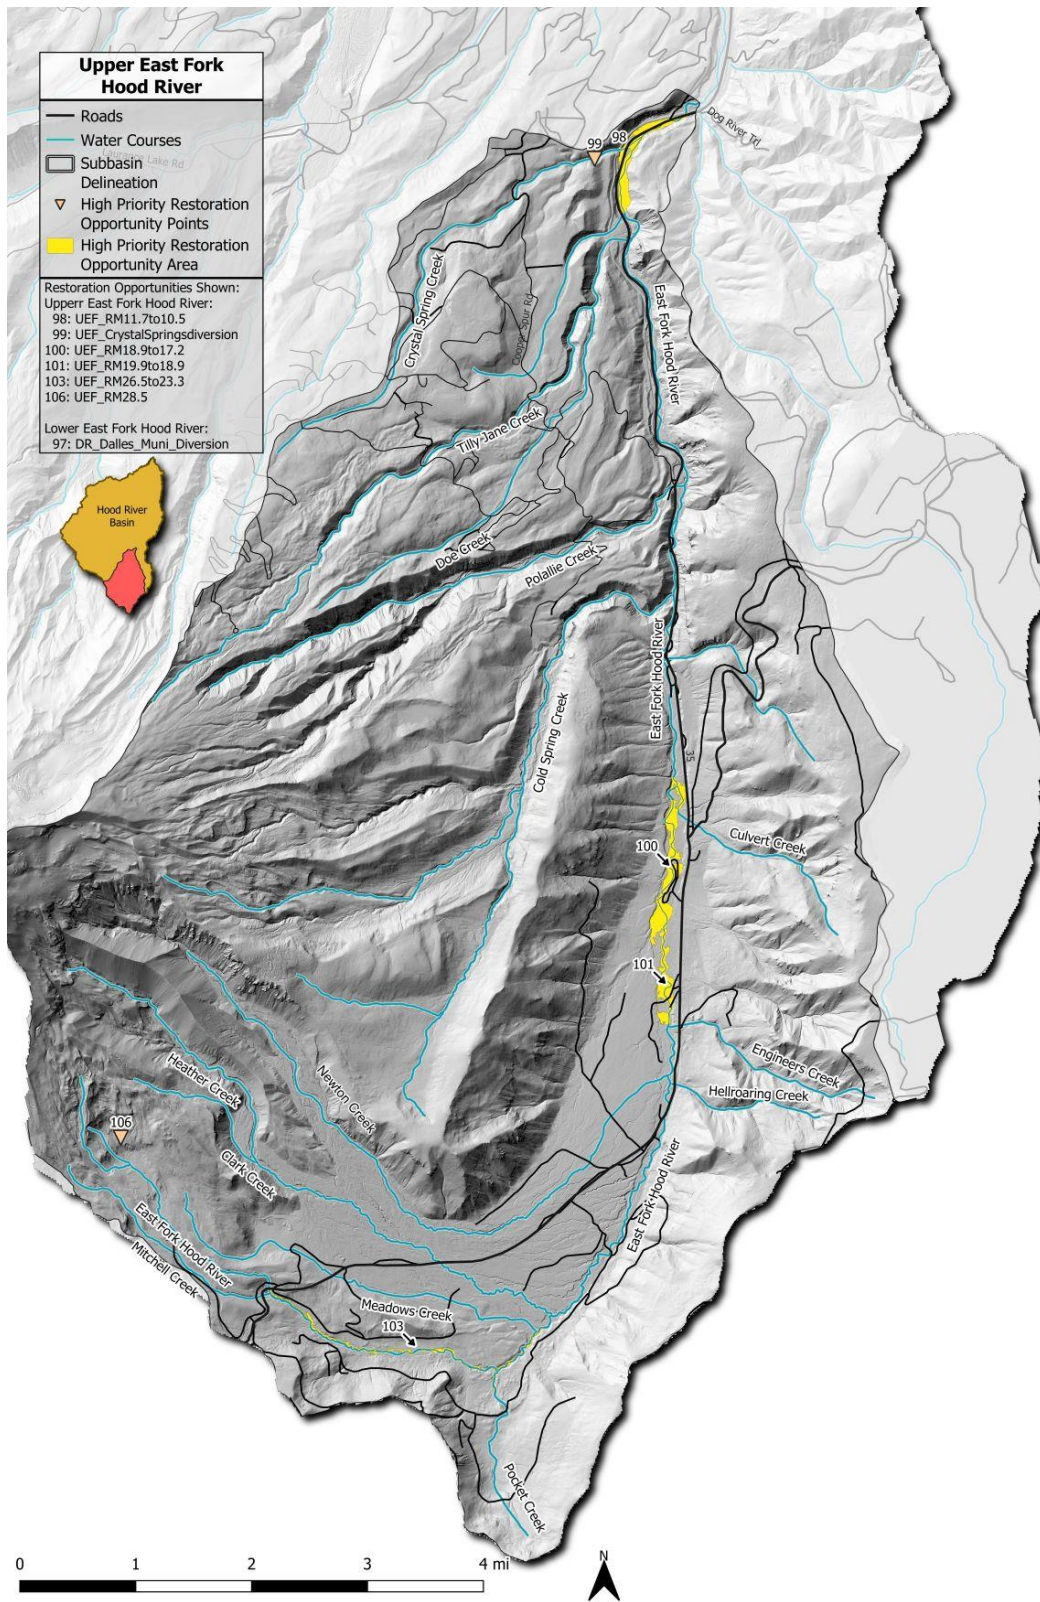 Upper East Fork
Hood River
Roads
Water Courses
Subbasin
Delineation
High Priority Restoration
Opportunity Points
High Priority Restoration
Opportunity Area
Restoration Opportunities Shown:
Upperr East Fork Hood River:
98: UEF_RM11.7to10.5
99: UEF_CrystalSpringsdiversion
100: UEF_RM18.9to17.2
101: UEF_RM19.9to18.9
103: UEF_RM26.5to23.3
106: UEF_RM28.5
Lower East Fork Hood River:
97: DR_Dalles_Muni_Diversion
Hood River
Basin
Lake Rd
Dog River Trl
98
99
Crystal Spring Creek
Cooper Spur Rd
East Fork Hood River
Tilly Jane Creek
Doe Creek
Polallie Creek
East Fork Hood River
Cold Spring Creek
35
Culvert Creek
100
101
Engineers Creek
Hellroaring Creek
Heather Creek
Newton Creek
106
Clark Creek
East Fork Hood River
East Fork Hood River
Mitchell Creek
Meadows Creek
103
Pocket Creek
0 1 2 3 4 mi
N